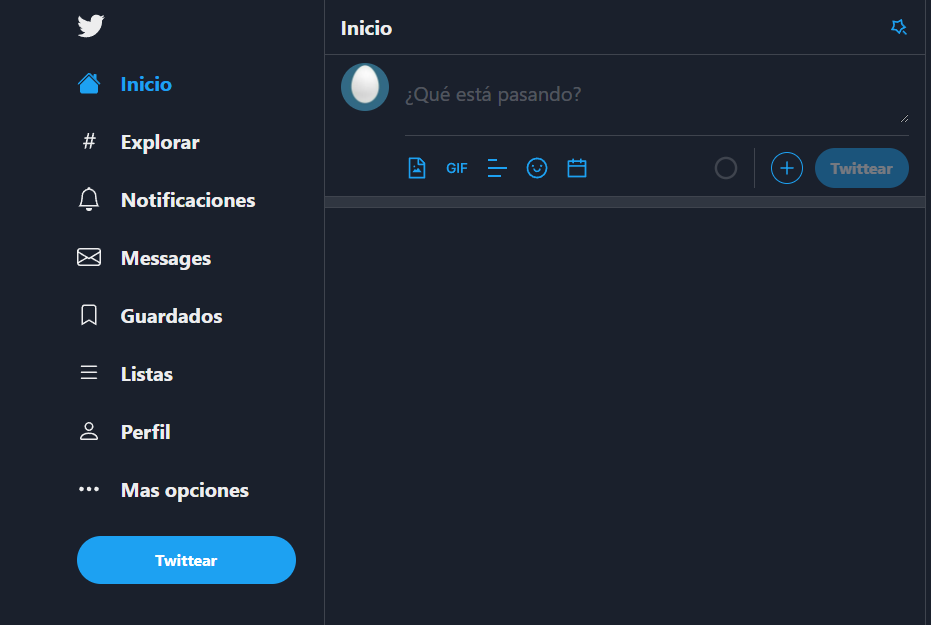 Inicio
# Explorar
Notificaciones
Messages
Guardados
Listas
Perfil
Mas opciones
Twittear
Inicio
¿Qué está pasando?
GIF
Twittear